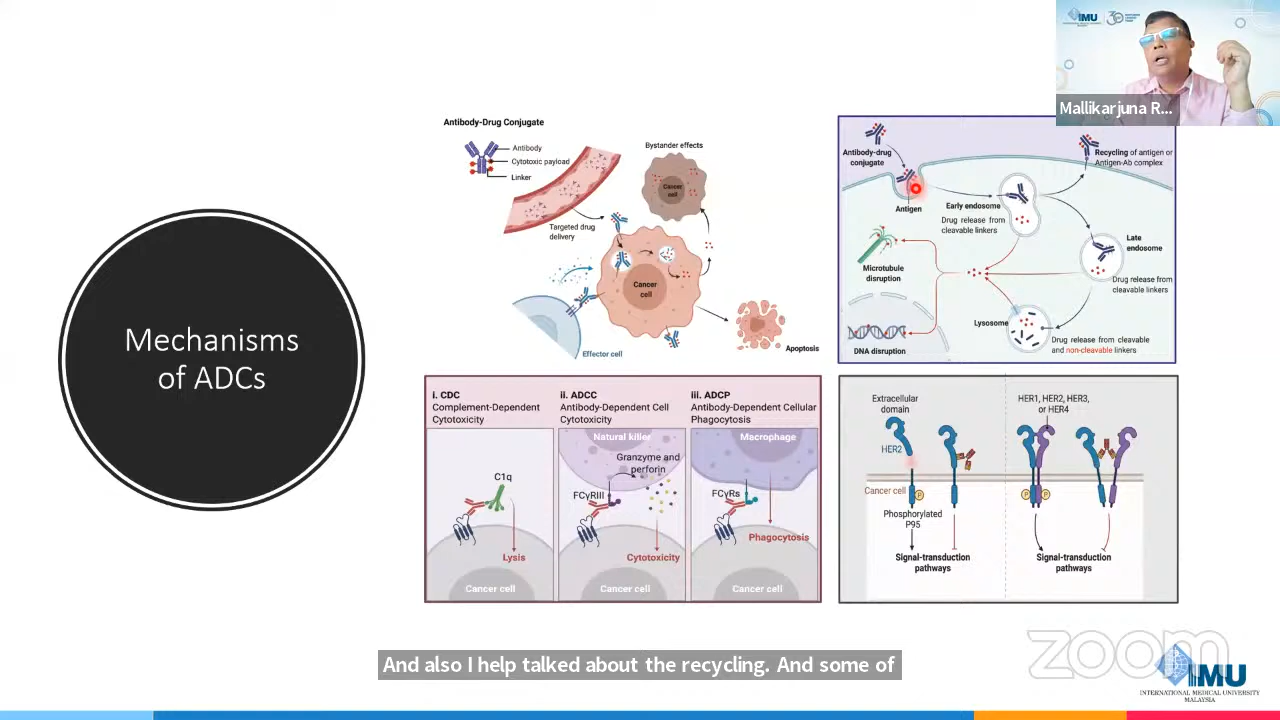 IMU
Mallikarjuna R...
Mechanisms
of ADCs
Antibody-Drug Conjugate
Antibody
Cytotoxic payload
Linker
Targeted drug
delivery
Bystander effects
Cancer
cell
Cancer
cell
Effector cell
Apoptosis
Antibody-drug
conjugate
Antigen
Early endosome
Drug release from
cleavable linkers
Recycling of antigen or
Antigen-Ab complex
Late
endosome
Drug release from
cleavable linkers
Microtubule
disruption
DNA disruption
Lysosome
Drug release from cleavable
and non-cleavable linkers
i. CDC
Complement-Dependent
Cytotoxicity
C1q
Lysis
Cancer cell
ii. ADCC
Antibody-Dependent Cell
Cytotoxicity
Natural killer
Granzyme and
perforin
FCγRIII
Cytotoxicity
Cancer cell
iii. ADCP
Antibody-Dependent Cellular
Phagocytosis
Macrophage
FCγRs
Phagocytosis
Cancer cell
Extracellular
domain
HER2
Cancer cell
P
Phosphorylated
P95
Signal-transduction
pathways
HER1, HER2, HER3,
or HER4
P P
Signal-transduction
pathways
And also I help talked about the recycling. And some of
zoom
IMU
INTERNATIONAL MEDICAL UNIVERSITY
MALAYSIA